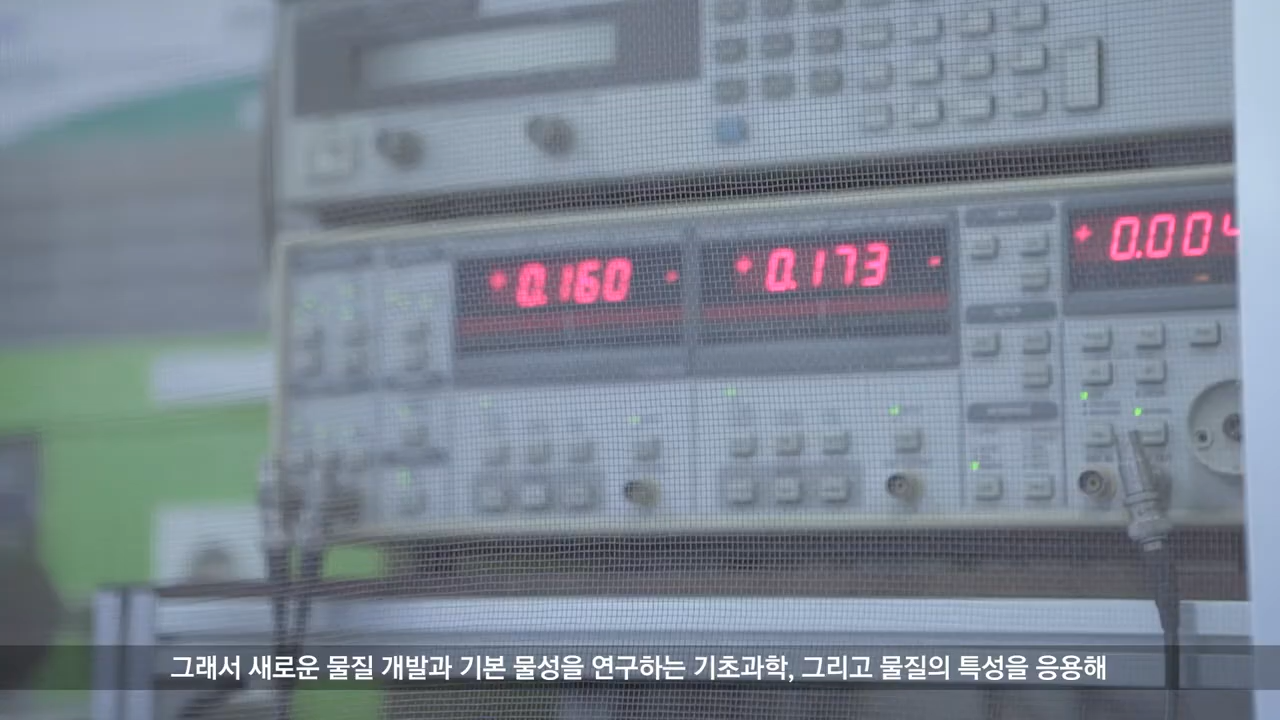 +0.160
+0.173
+0.004
그래서 새로운 물질 개발과 기본 물성을 연구하는 기초과학, 그리고 물질의 특성을 응용해